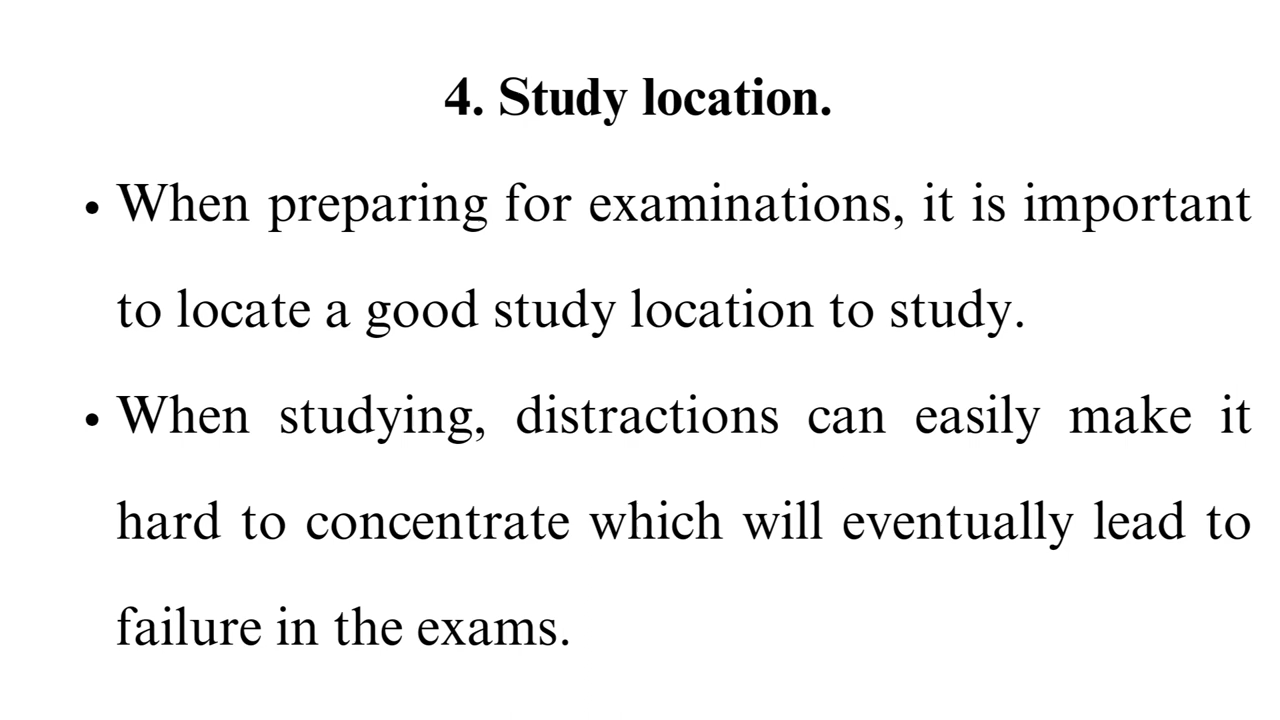 4. Study location.
• When preparing for examinations, it is important
to locate a good study location to study.
• When studying, distractions can easily make it
hard to concentrate which will eventually lead to
failure in the exams.